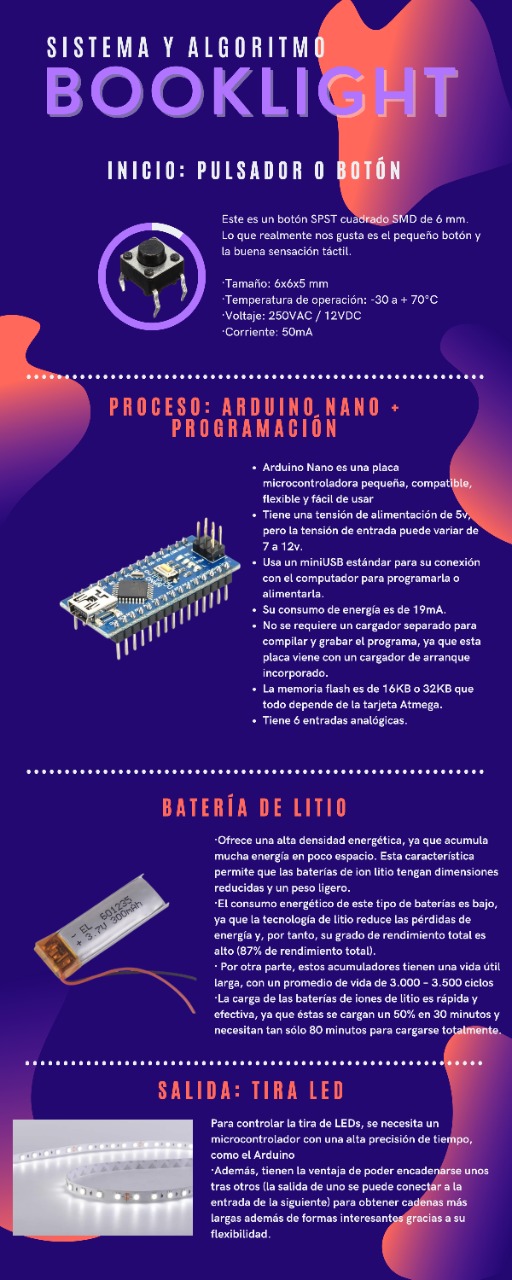 SISTEMA Y ALGORITMO
BOOKLIGHT
INICIO: PULSADOR O BOTÓN
Este es un botón SPST cuadrado SMD de 6 mm.
Lo que realmente nos gusta es el pequeño botón y
la buena sensación táctil.
·Tamaño: 6x6x5 mm
·Temperatura de operación: -30 a + 70°C
·Voltaje: 250VAC / 12VDC
·Corriente: 50mA
PROCESO: ARDUINO NANO +
PROGRAMACIÓN
• Arduino Nano es una placa
microcontroladora pequeña, compatible,
flexible y fácil de usar
• Tiene una tensión de alimentación de 5v,
pero la tensión de entrada puede variar de
7 a 12v.
• Usa un miniUSB estándar para su conexión
con el computador para programarla o
alimentarla.
• Su consumo de energía es de 19mA.
• No se requiere un cargador separado para
compilar y grabar el programa, ya que esta
placa viene con un cargador de arranque
incorporado.
• La memoria flash es de 16KB o 32KB que
todo depende de la tarjeta Atmega.
• Tiene 6 entradas analógicas.
BATERÍA DE LITIO
·Ofrece una alta densidad energética, ya que acumula
mucha energía en poco espacio. Esta característica
permite que las baterías de ion litio tengan dimensiones
reducidas y un peso ligero.
·El consumo energético de este tipo de baterías es bajo,
ya que la tecnología de litio reduce las pérdidas de
energía y, por tanto, su grado de rendimiento total es
alto (87% de rendimiento total).
· Por otra parte, estos acumuladores tienen una vida útil
larga, con un promedio de vida de 3.000 – 3.500 ciclos
·La carga de las baterías de iones de litio es rápida y
efectiva, ya que éstas se cargan un 50% en 30 minutos y
necesitan tan sólo 80 minutos para cargarse totalmente.
- EL 601235
+ 3.7V 300mAh
SALIDA: TIRA LED
Para controlar la tira de LEDs, se necesita un
microcontrolador con una alta precisión de tiempo,
como el Arduino
·Además, tienen la ventaja de poder encadenarse unos
tras otros (la salida de uno se puede conectar a la
entrada de la siguiente) para obtener cadenas más
largas además de formas interesantes gracias a su
flexibilidad.